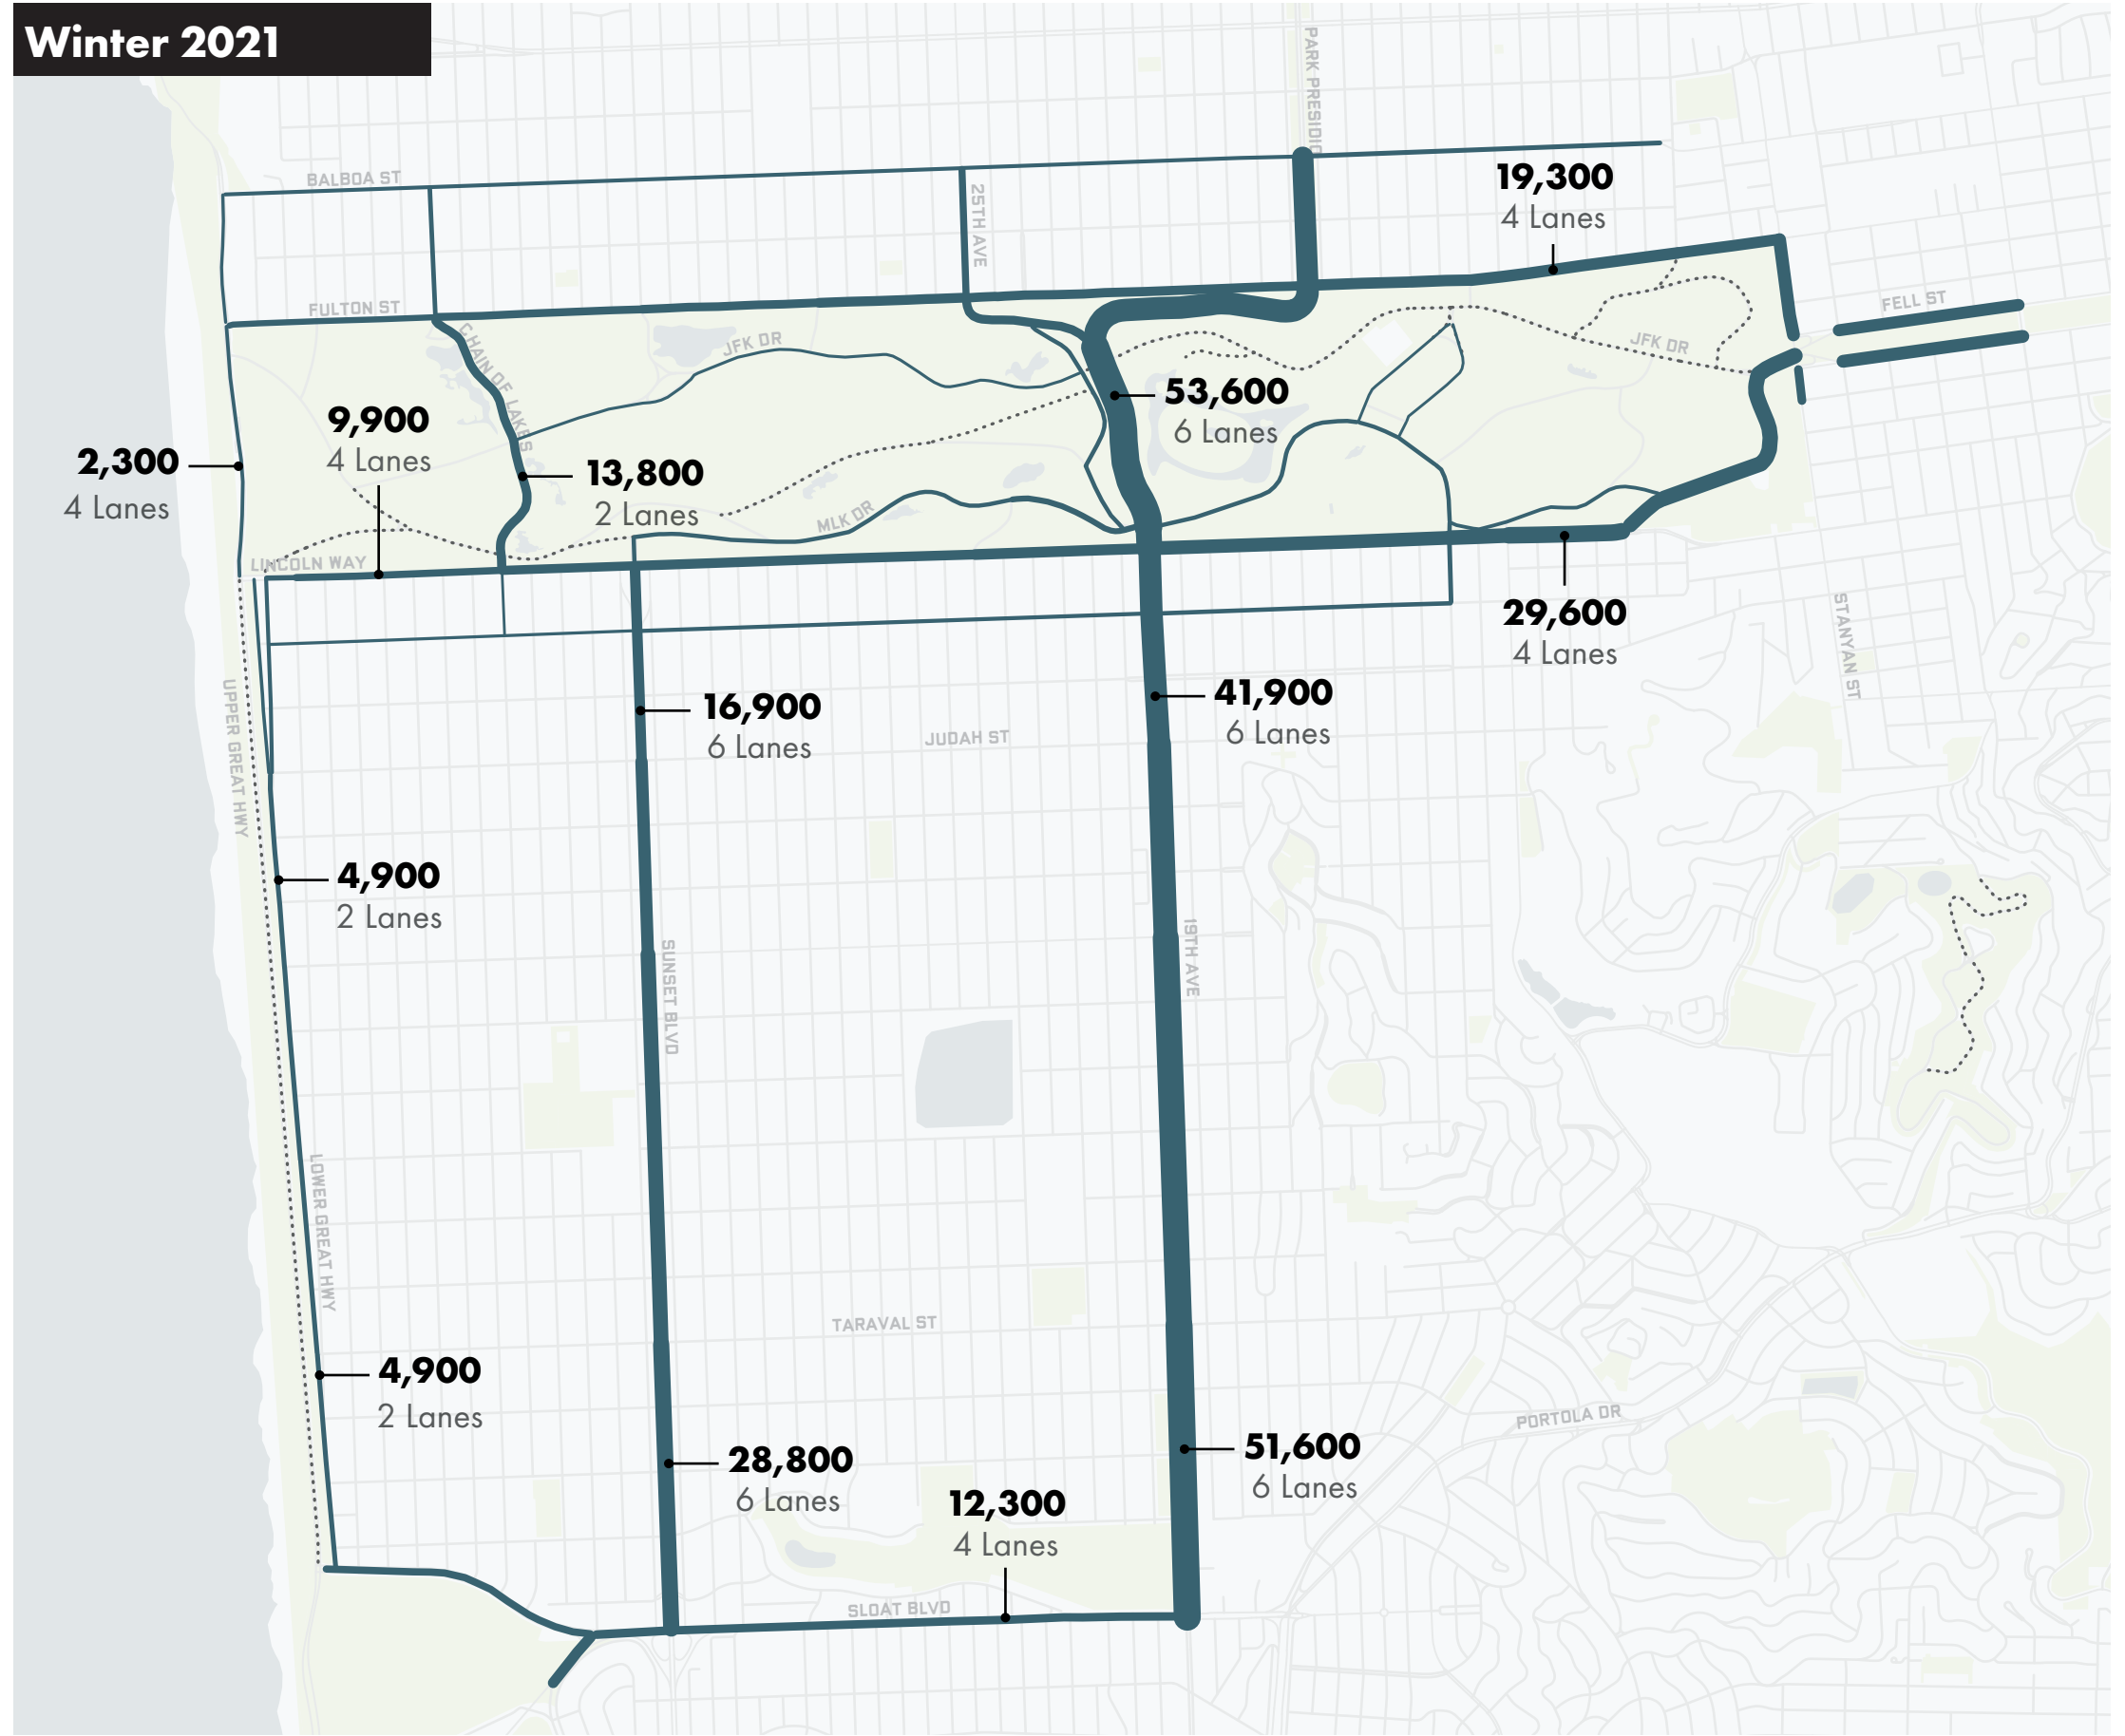 Winter 2021
PARK PRESIDIO
19,300
4 Lanes
BALBOA ST
25TH AVE
FULTON ST
FELL ST
CHAIN OF LAKES
JFK DR
JFK DR
53,600
6 Lanes
9,900
4 Lanes
2,300
4 Lanes
13,800
2 Lanes
MLK DR
LINCOLN WAY
29,600
4 Lanes
STANYAN ST
UPPER GREAT HWY
16,900
6 Lanes
JUDAH ST
41,900
6 Lanes
4,900
2 Lanes
SUNSET BLVD
19TH AVE
LOWER GREAT HWY
TARAVAL ST
4,900
2 Lanes
PORTOLA DR
28,800
6 Lanes
51,600
6 Lanes
12,300
4 Lanes
SLOAT BLVD